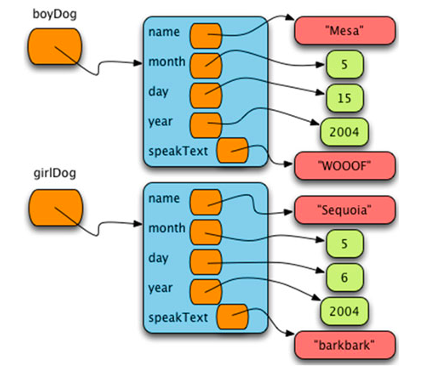 boyDog
name "Mesa"
month 5
day 15
year 2004
speakText "WOOOF"
girlDog
name "Sequoia"
month 5
day 6
year 2004
speakText "barkbark"